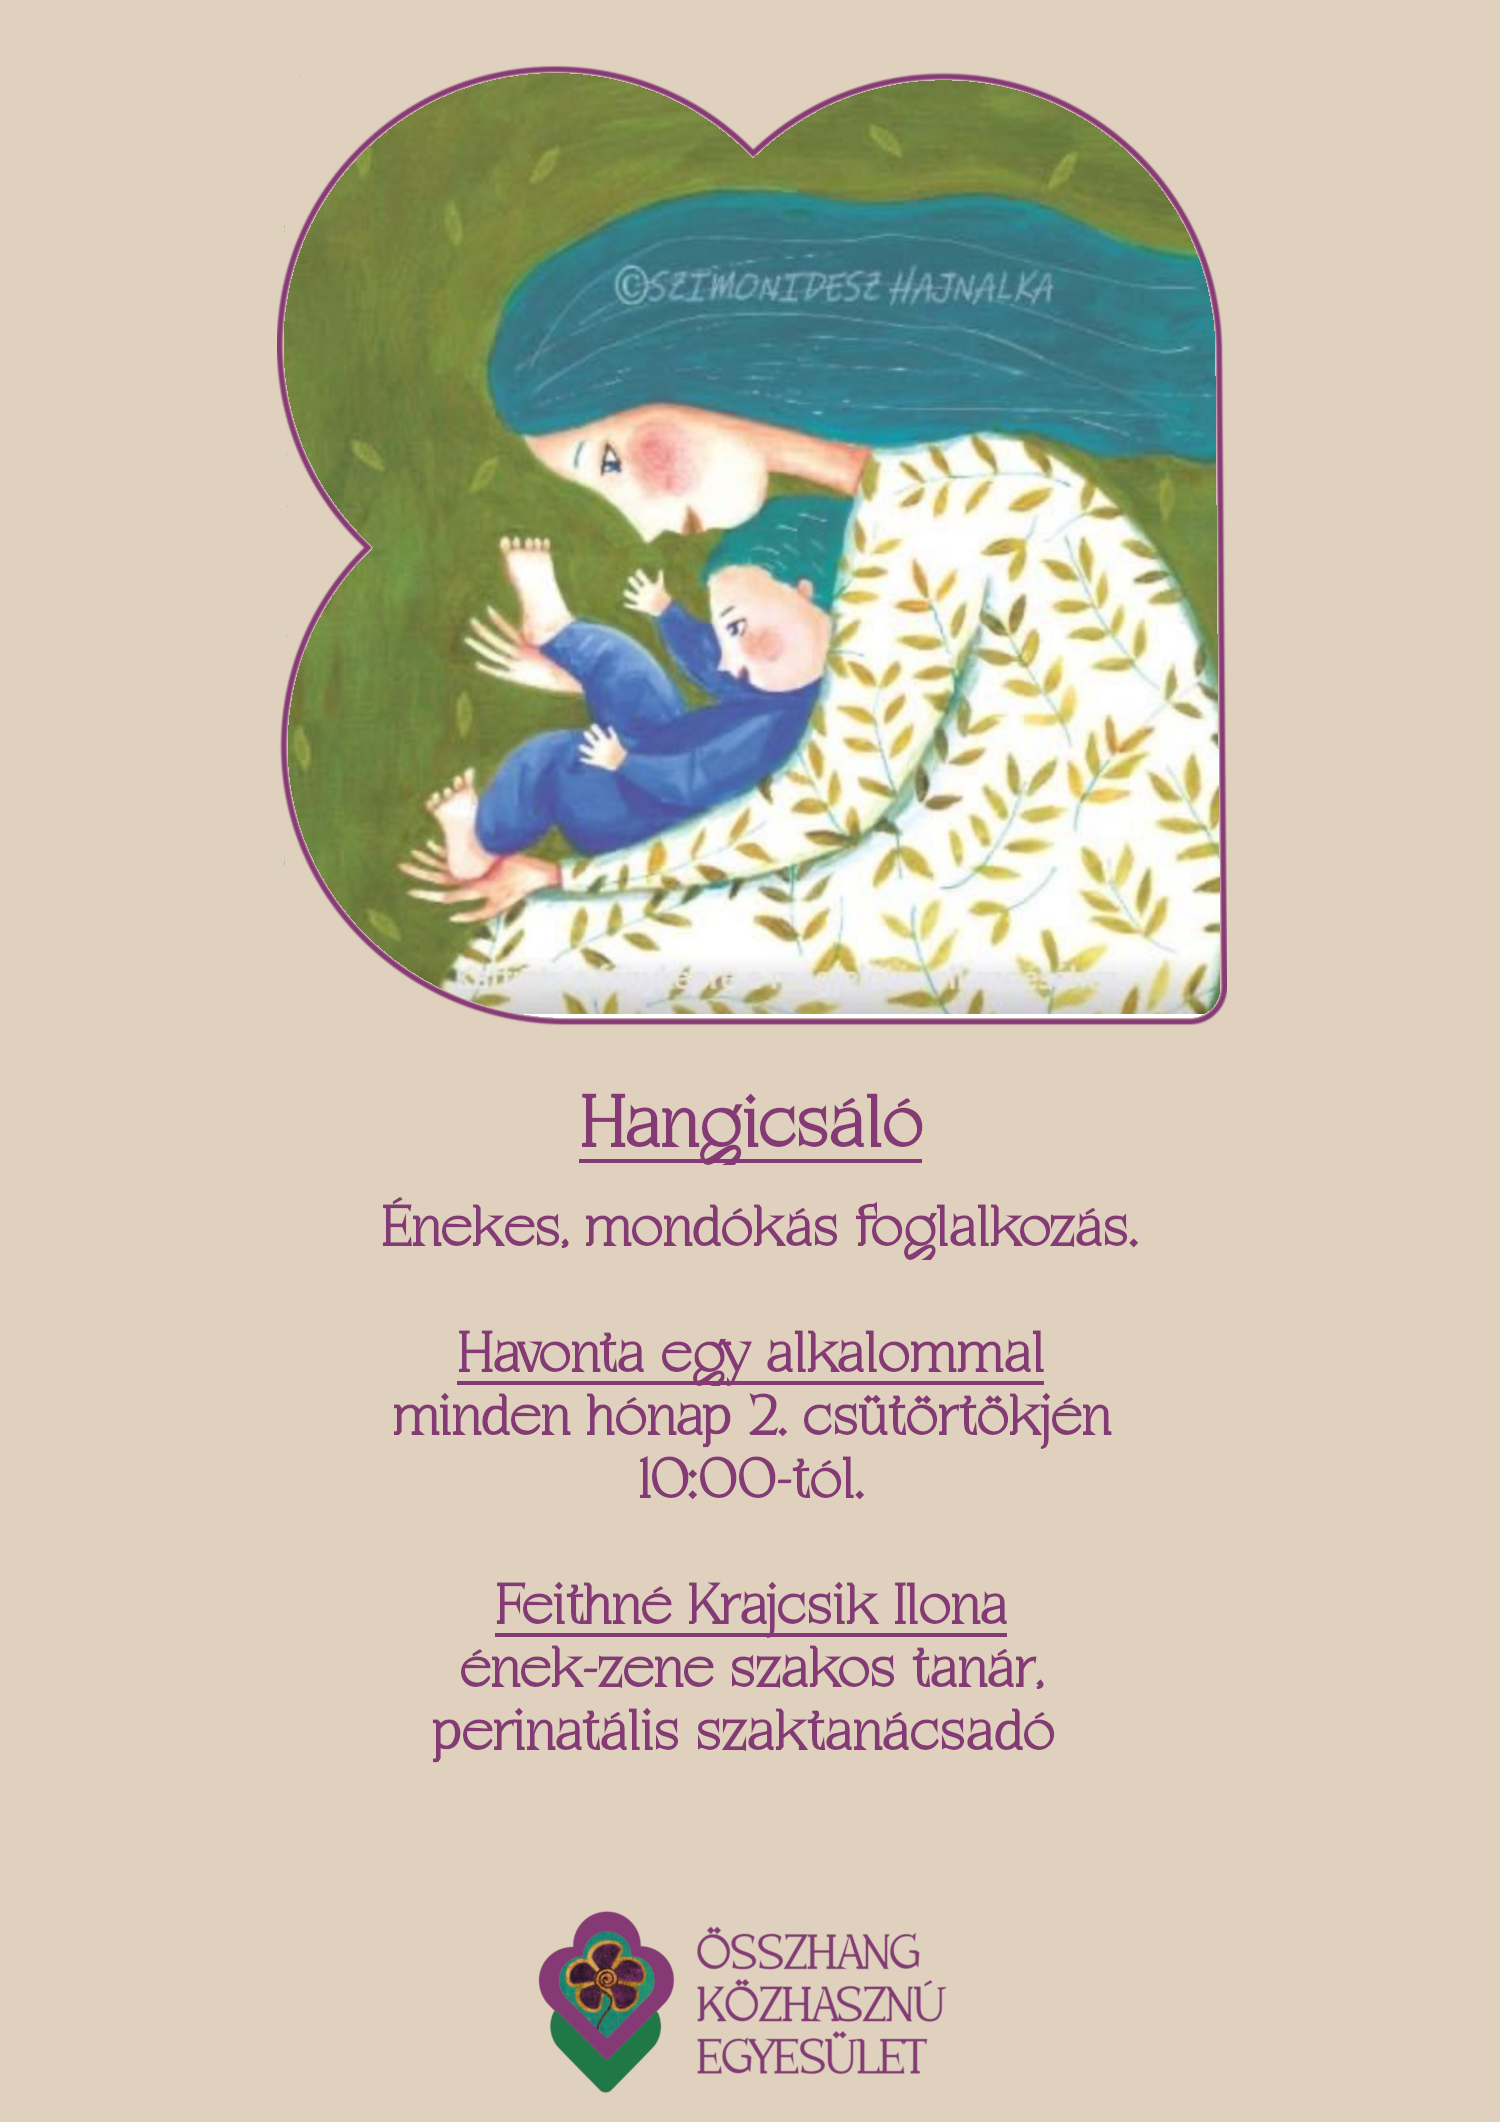 ©SZIMONIDESZ HAJNALKA
Hangicsáló
Énekes, mondókás foglalkozás.
Havonta egy alkalommal
minden hónap 2. csütörtökjén
10:00-tól.
Feithné Krajcsik Ilona
ének-zene szakos tanár,
perinatális szaktanácsadó
ÖSSZHANG
KÖZHASZNÚ
EGYESÜLET